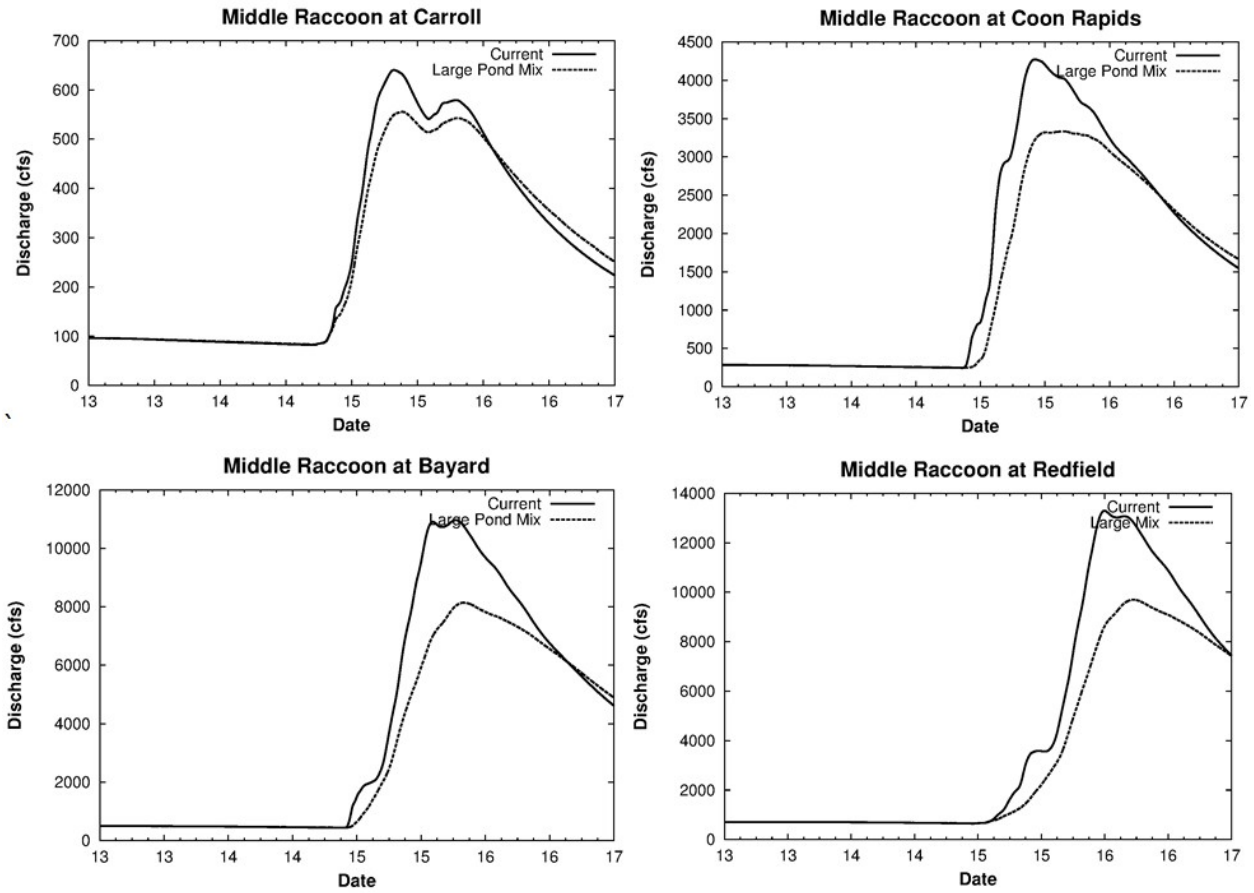 Middle Raccoon at Carroll
700
600
500
400
300
200
100
0
Discharge (cfs)
Current
Large Pond Mix
13 13 14 14 15 15 16 16 17
Date
Middle Raccoon at Coon Rapids
4500
4000
3500
3000
2500
2000
1500
1000
500
0
Discharge (cfs)
Current
Large Pond Mix
13 13 14 14 15 15 16 16 17
Date
Middle Raccoon at Bayard
12000
10000
8000
6000
4000
2000
0
Discharge (cfs)
Current
Large Pond Mix
13 13 14 14 15 15 16 16 17
Date
Middle Raccoon at Redfield
14000
12000
10000
8000
6000
4000
2000
0
Discharge (cfs)
Current
Large Mix
13 13 14 14 15 15 16 16 17
Date